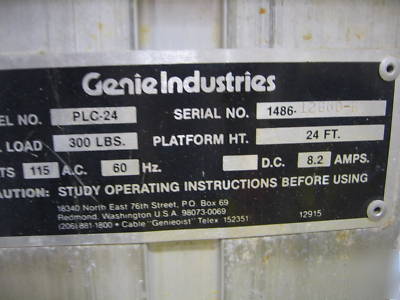 Genie Industries
EL NO. PLC-24 SERIAL NO. 1486-
LOAD 300 LBS. PLATFORM HT. 24 FT.
TS 115 A.C. 60 Hz. D.C. 8.2 AMPS.
CAUTION: STUDY OPERATING INSTRUCTIONS BEFORE USING
18340 North East 76th Street, P.O. Box 69
Redmond, Washington U.S.A. 98073-0069
(206) 881-1800 • Cable "Genieoist" Telex 152351
12915